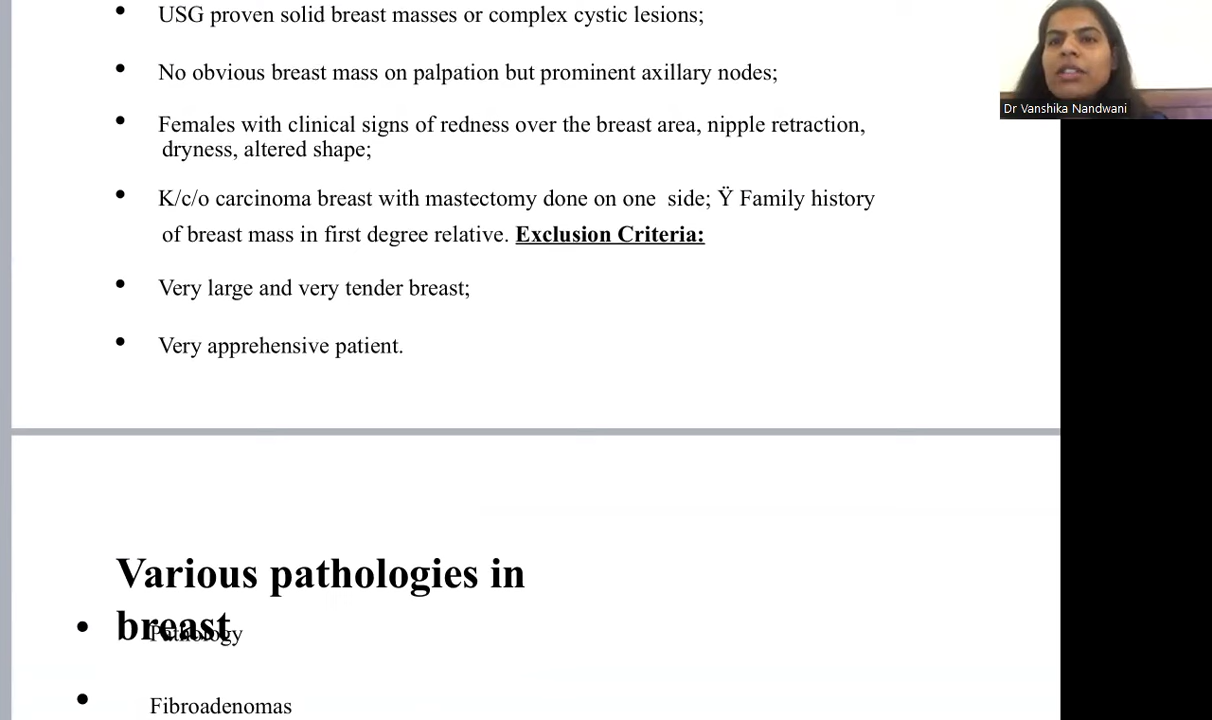 • USG proven solid breast masses or complex cystic lesions;
Dr Vanshika Nandwani
• No obvious breast mass on palpation but prominent axillary nodes;
• Females with clinical signs of redness over the breast area, nipple retraction,
dryness, altered shape;
• K/c/o carcinoma breast with mastectomy done on one side; Ÿ Family history
of breast mass in first degree relative. Exclusion Criteria:
• Very large and very tender breast;
• Very apprehensive patient.
Various pathologies in
breast
• Pathology
• Fibroadenomas